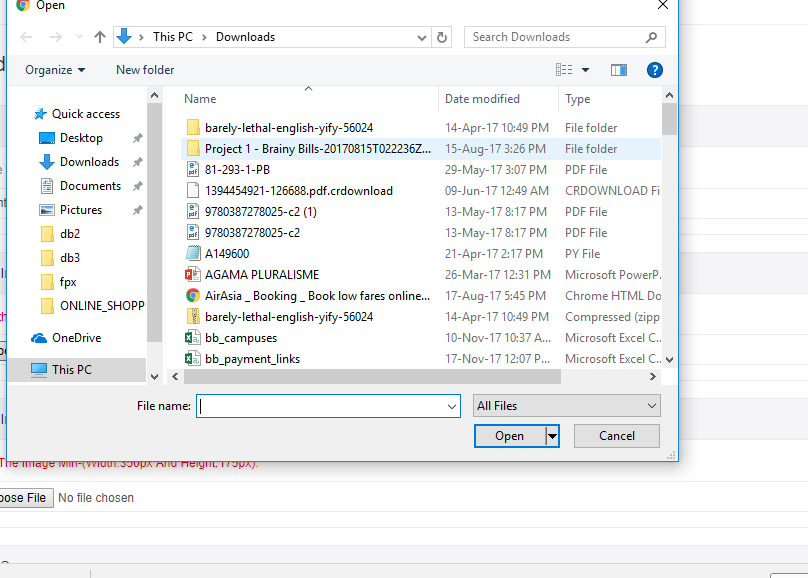 Open
This PC > Downloads
Search Downloads
Organize
New folder
Name
Date modified
Type
Quick access
Desktop
Downloads
Documents
Pictures
db2
db3
fpx
ONLINE_SHOPP
OneDrive
This PC
barely-lethal-english-yify-56024 14-Apr-17 10:49 PM File folder
Project 1 - Brainy Bills-20170815T022236Z... 15-Aug-17 3:26 PM File folder
81-293-1-PB 29-May-17 3:07 PM PDF File
1394454921-126688.pdf.crdownload 09-Jun-17 12:49 AM CRDOWNLOAD Fi
9780387278025-c2 (1) 13-May-17 8:17 PM PDF File
9780387278025-c2 13-May-17 8:17 PM PDF File
A149600 21-Apr-17 2:17 PM PY File
AGAMA PLURALISME 26-Mar-17 12:31 PM Microsoft PowerP
AirAsia _ Booking _ Book low fares online... 17-Aug-17 5:45 PM Chrome HTML Do
barely-lethal-english-yify-56024 14-Apr-17 10:49 PM Compressed (zipp
bb_campuses 10-Nov-17 10:37 A... Microsoft Excel C
bb_payment_links 17-Nov-17 12:07 P... Microsoft Excel C
File name:
All Files
Open
Cancel
The Image Min-(Width:350px And Height:175px).
oose File No file chosen